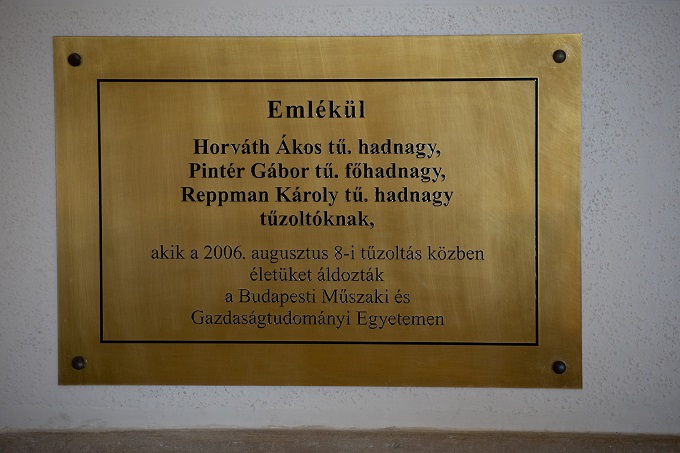 Emlékül
Horváth Ákos tű. hadnagy,
Pintér Gábor tű. főhadnagy,
Reppman Károly tű. hadnagy
tűzoltóknak,
akik a 2006. augusztus 8-i tűzoltás közben
életüket áldozták
a Budapesti Műszaki és
Gazdaságtudományi Egyetemen